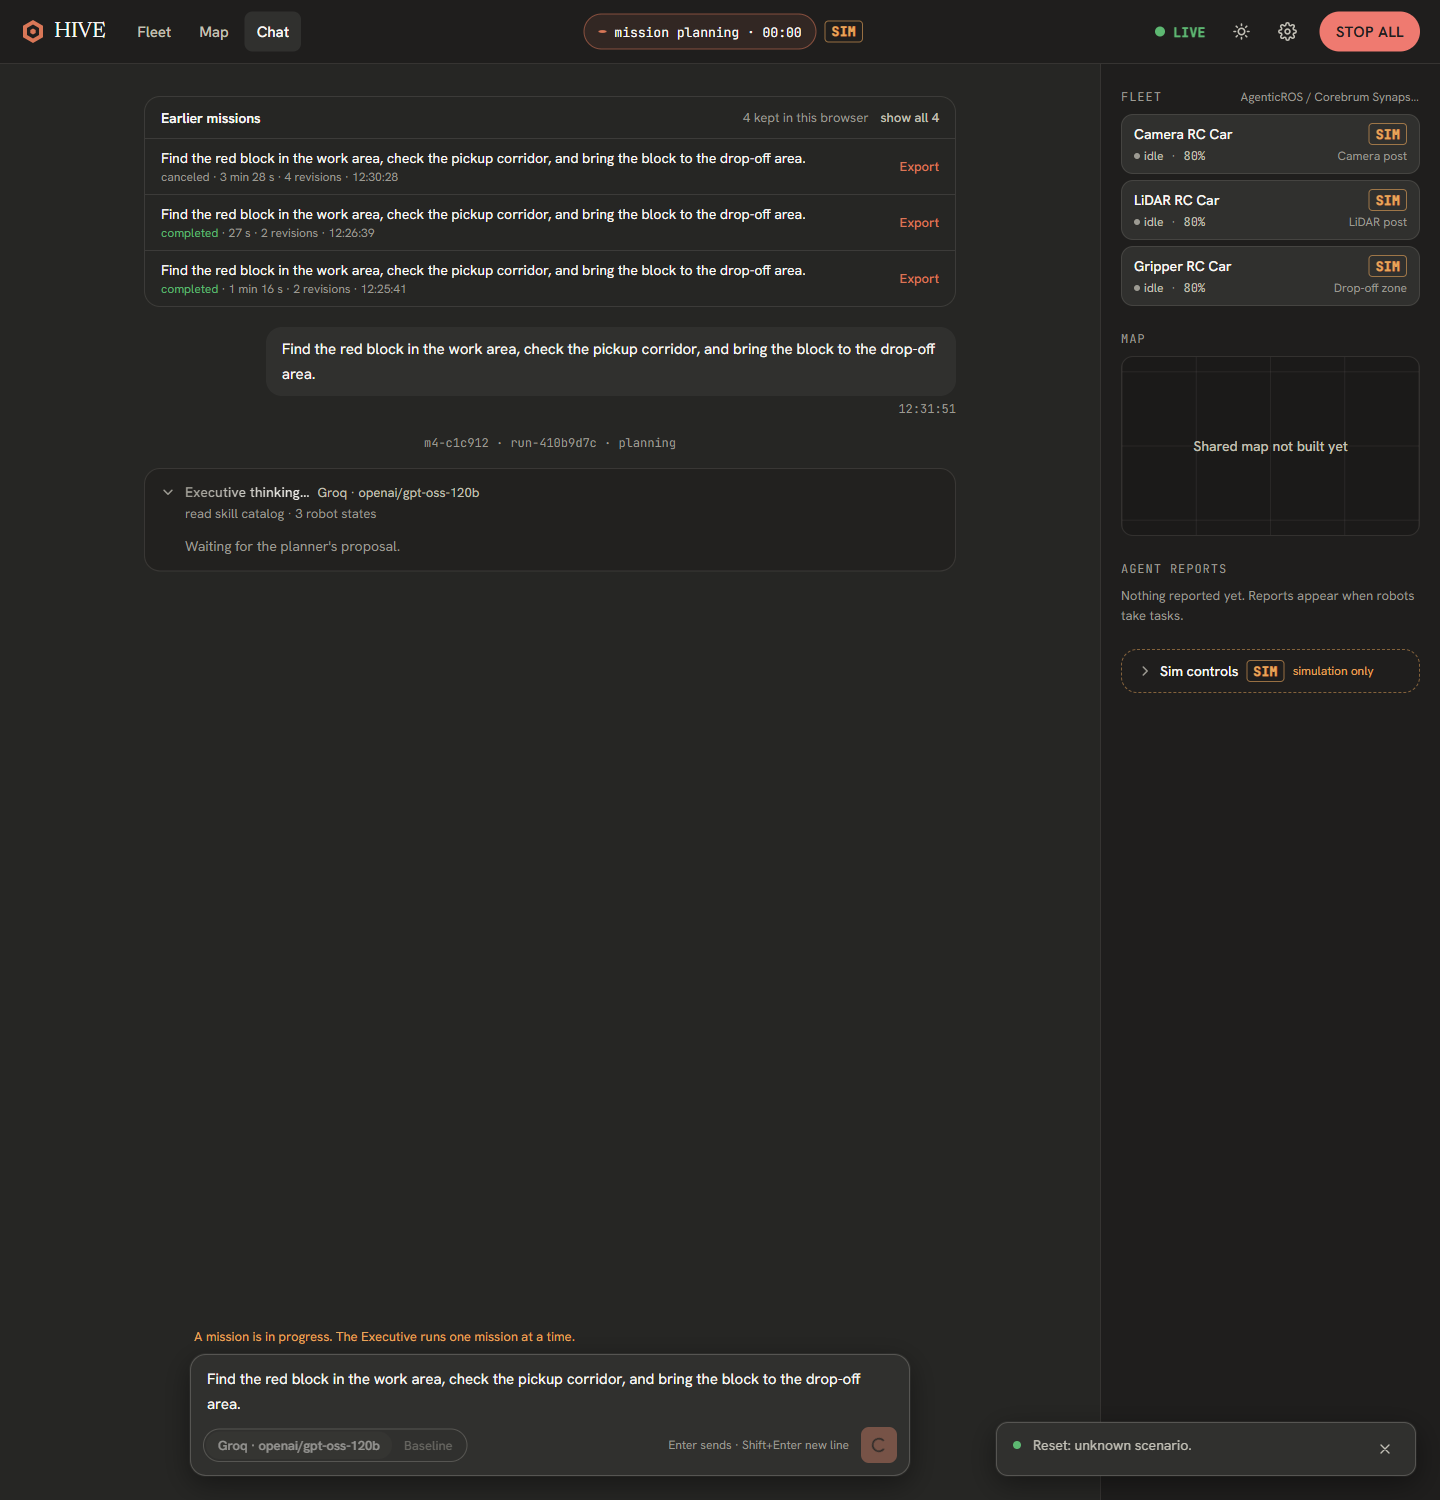 HIVE
Fleet
Map
Chat
mission planning · 00:00
SIM
LIVE
STOP ALL
Earlier missions
4 kept in this browser
show all 4
Find the red block in the work area, check the pickup corridor, and bring the block to the drop-off area.
canceled · 3 min 28 s · 4 revisions · 12:30:28
Export
Find the red block in the work area, check the pickup corridor, and bring the block to the drop-off area.
completed · 27 s · 2 revisions · 12:26:39
Export
Find the red block in the work area, check the pickup corridor, and bring the block to the drop-off area.
completed · 1 min 16 s · 2 revisions · 12:25:41
Export
Find the red block in the work area, check the pickup corridor, and bring the block to the drop-off
area.
12:31:51
m4-c1c912 · run-410b9d7c · planning
Executive thinking... Groq · openai/gpt-oss-120b
read skill catalog · 3 robot states
Waiting for the planner's proposal.
A mission is in progress. The Executive runs one mission at a time.
Find the red block in the work area, check the pickup corridor, and bring the block to the drop-off
area.
Groq · openai/gpt-oss-120b
Baseline
Enter sends · Shift+Enter new line
FLEET
AgenticROS / Corebrum Synaps...
Camera RC Car
SIM
idle · 80%
Camera post
LiDAR RC Car
SIM
idle · 80%
LiDAR post
Gripper RC Car
SIM
idle · 80%
Drop-off zone
MAP
Shared map not built yet
AGENT REPORTS
Nothing reported yet. Reports appear when robots
take tasks.
Sim controls
SIM
simulation only
Reset: unknown scenario.